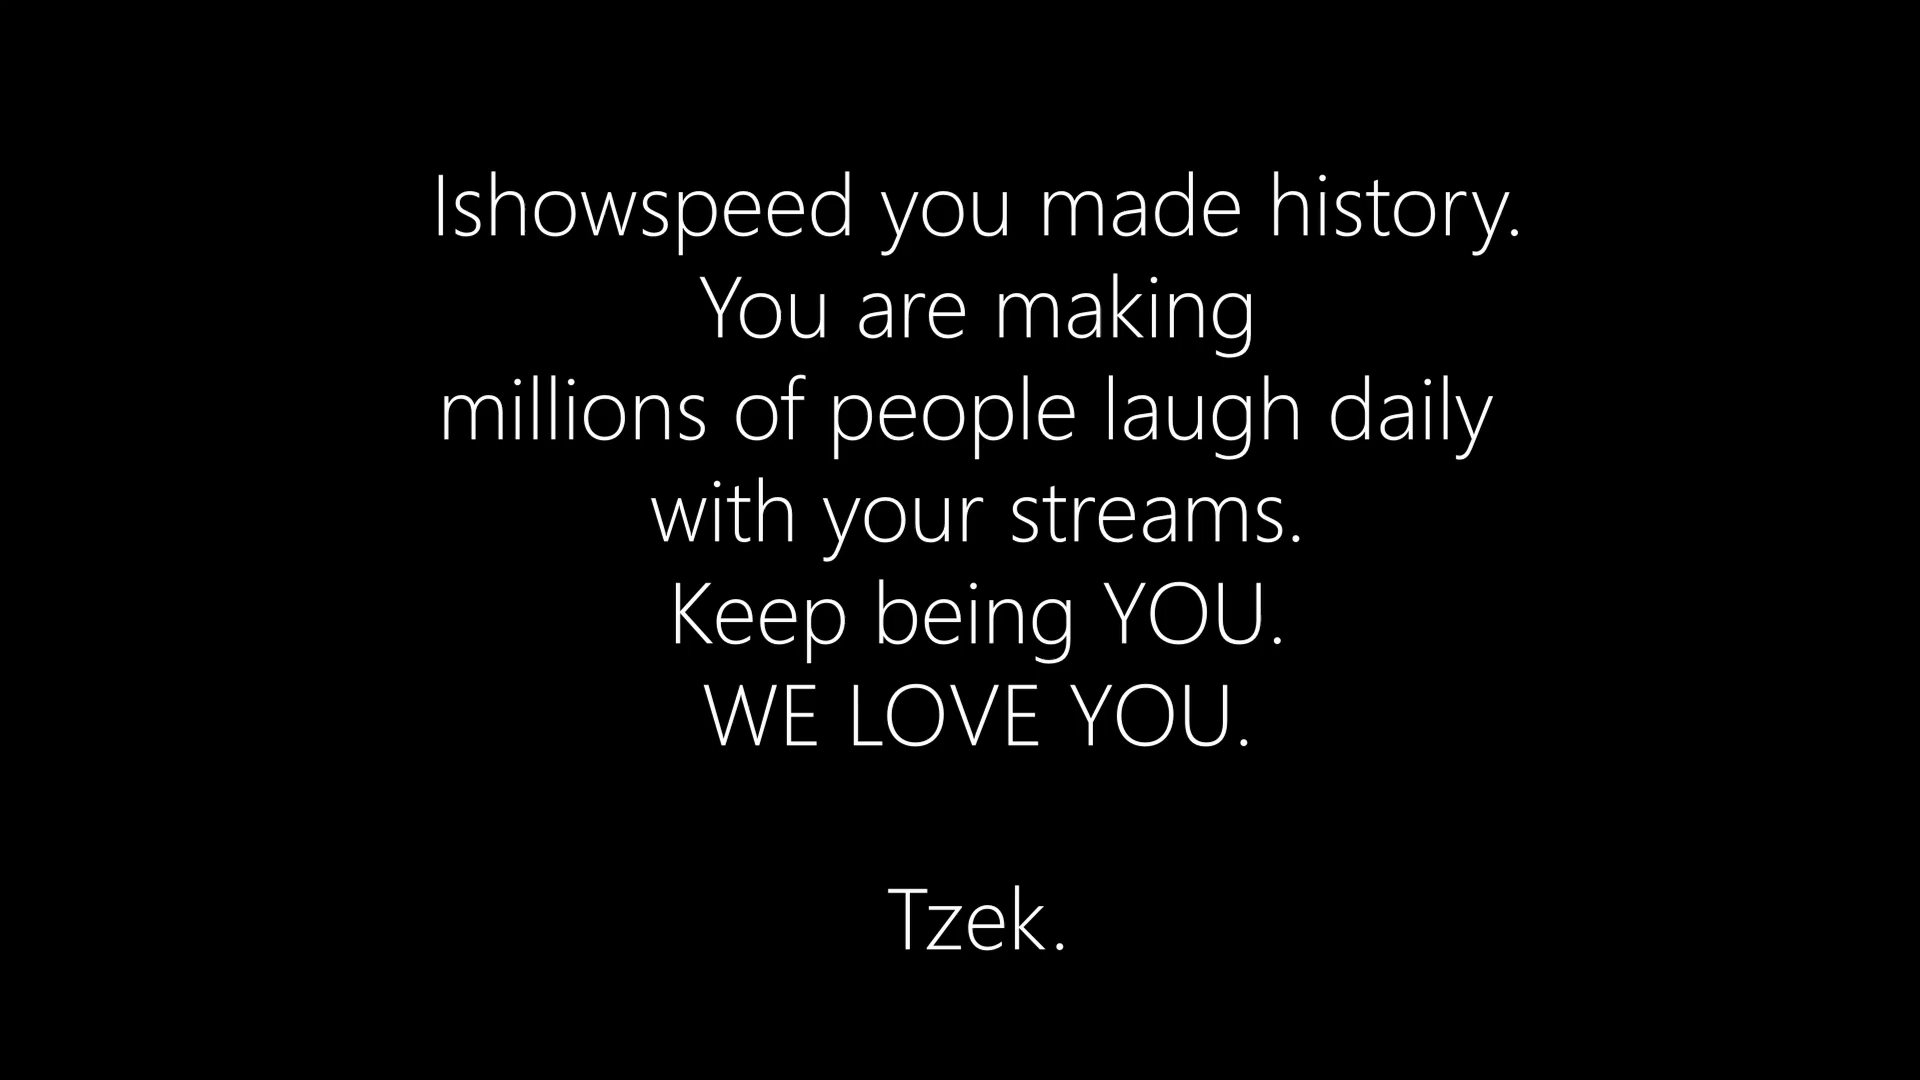 Ishowspeed you made history.
You are making
millions of people laugh daily
with your streams.
Keep being YOU.
WE LOVE YOU.
Tzek.